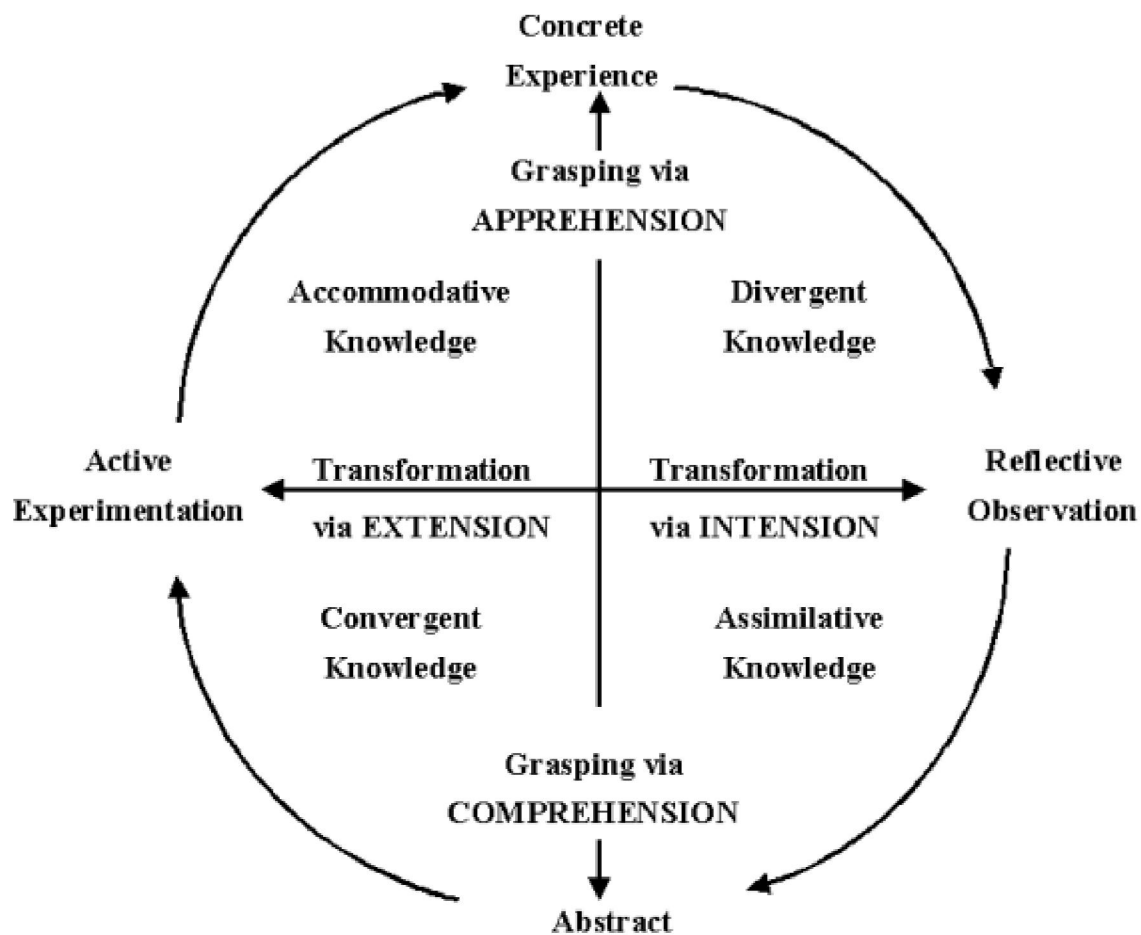 Concrete
Experience
Grasping via
APPREHENSION
Accommodative
Knowledge
Divergent
Knowledge
Active
Experimentation
Transformation
via EXTENSION
Transformation
via INTENSION
Reflective
Observation
Convergent
Knowledge
Assimilative
Knowledge
Grasping via
COMPREHENSION
Abstract